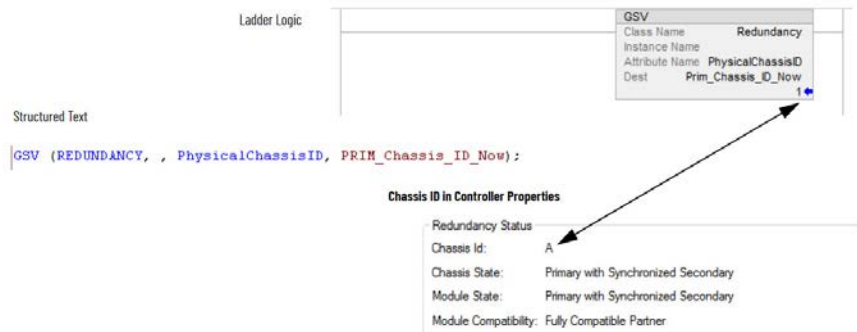 Ladder Logic
GSV
Class Name Redundancy
Instance Name
Attribute Name PhysicalChassisID
Dest Prim_Chassis_ID_Now
1
Structured Text
GSV (REDUNDANCY, , PhysicalChassisID, PRIM_Chassis_ID_Now);
Chassis ID in Controller Properties
Redundancy Status
Chassis Id: A
Chassis State: Primary with Synchronized Secondary
Module State: Primary with Synchronized Secondary
Module Compatibility: Fully Compatible Partner